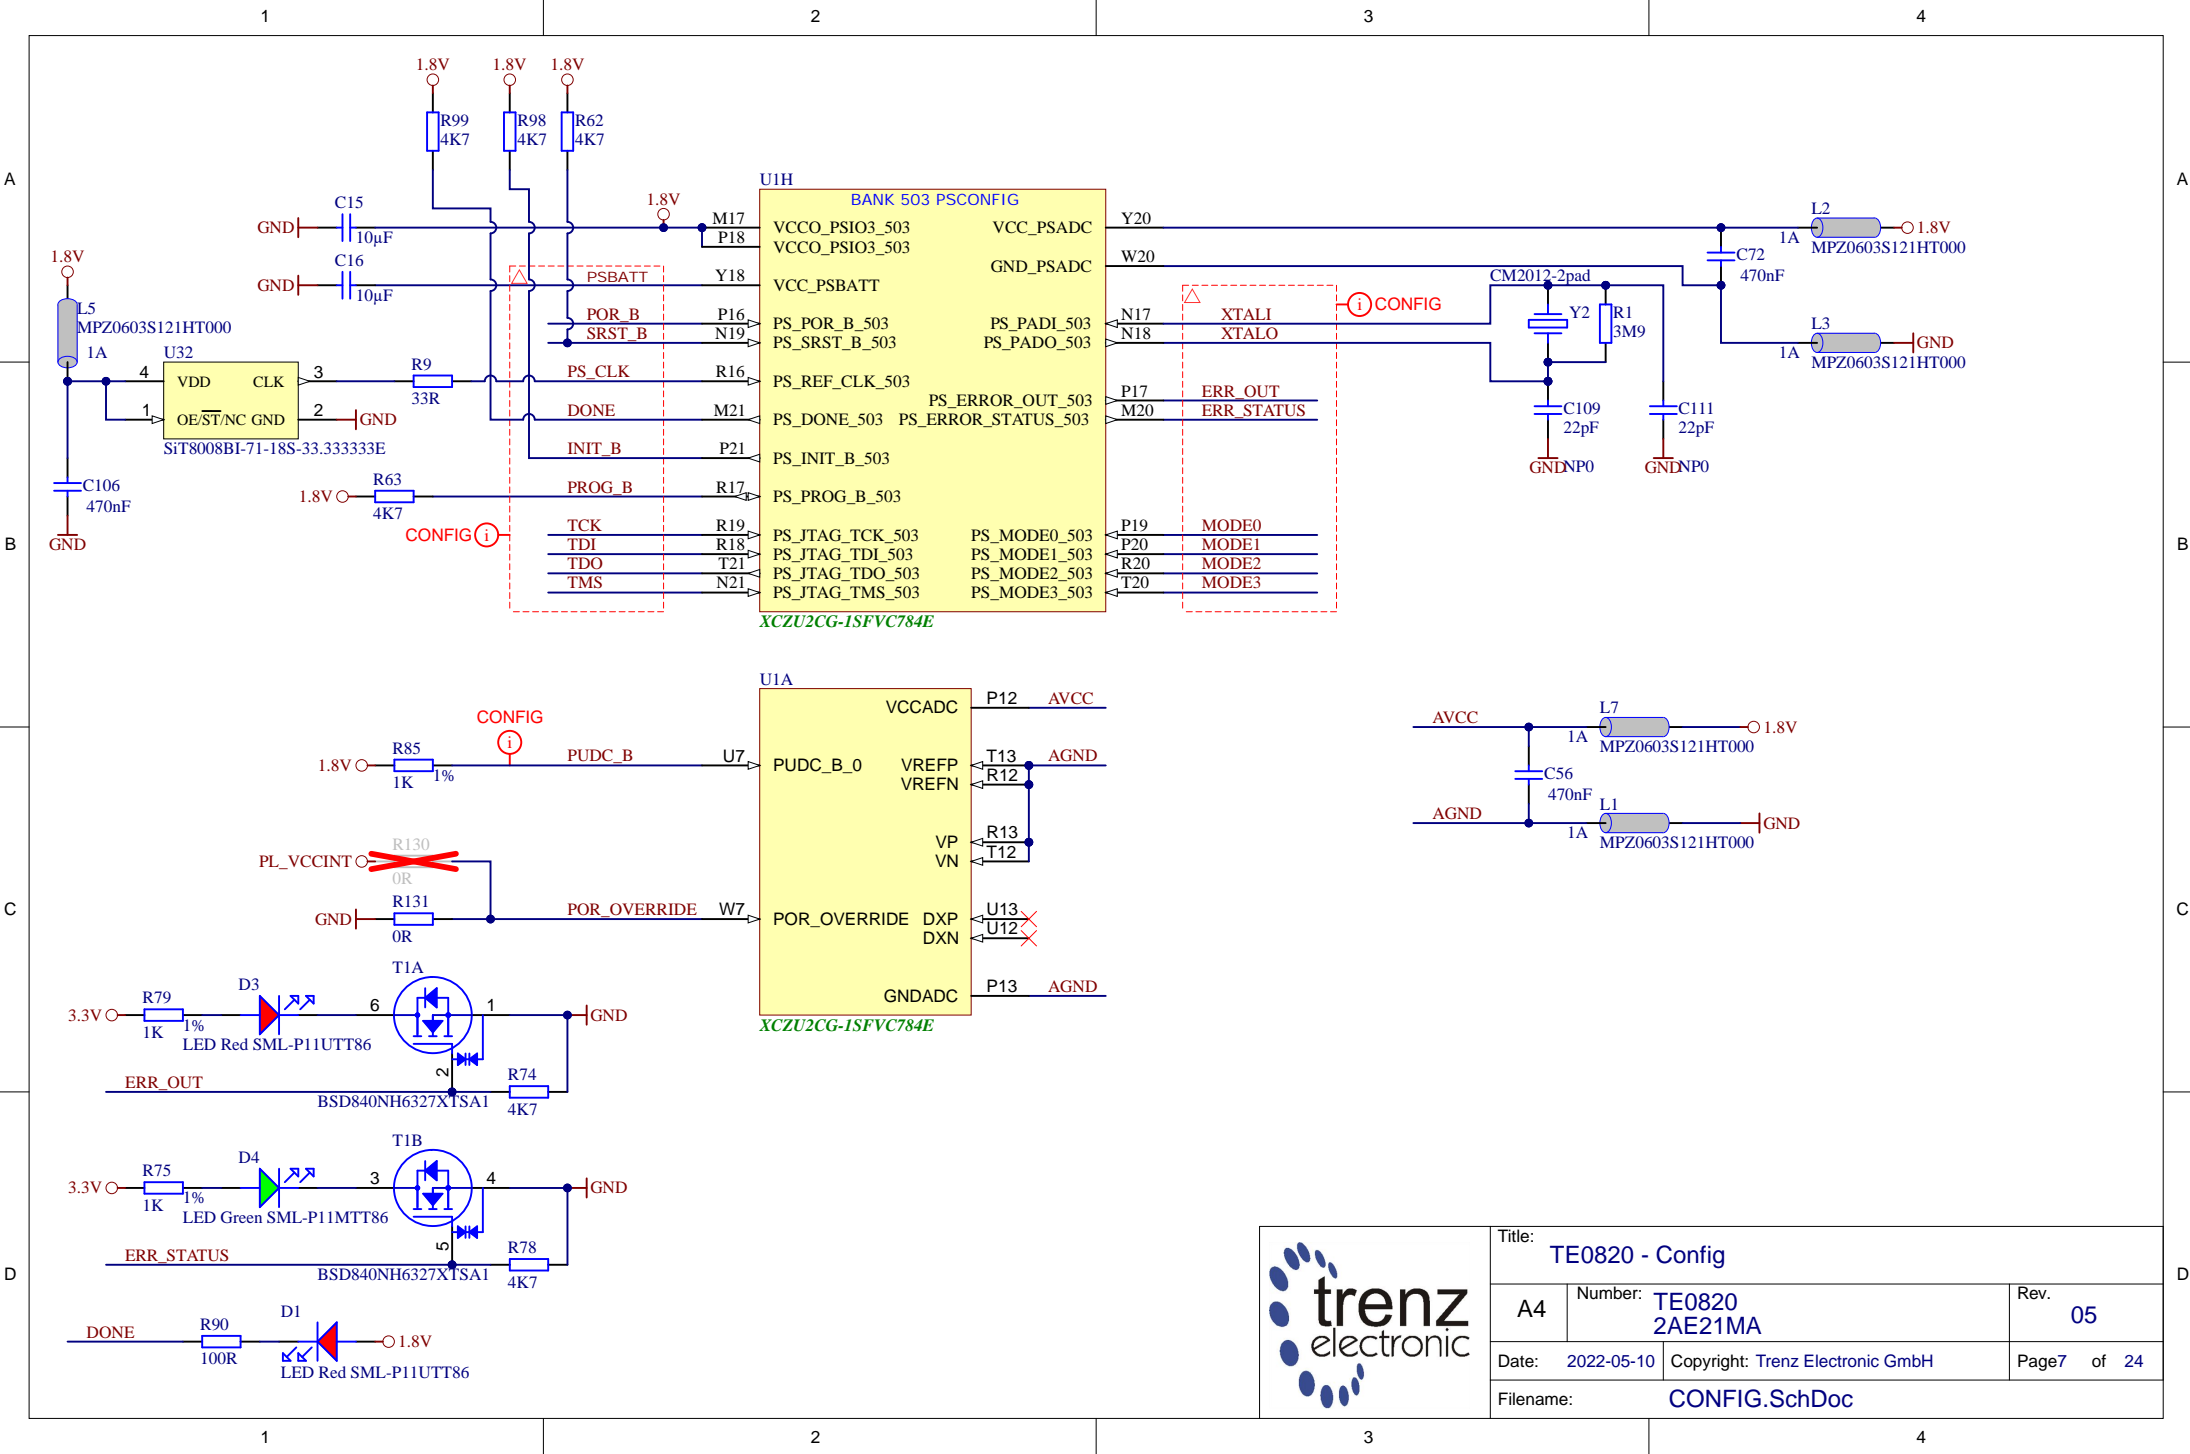 1 2 3 4
A A
B B
C C
D D
1 2 3 4
1.8V 1.8V 1.8V
R99 4K7
R98 4K7
R62 4K7
C15
GND 10µF
1.8V
C16
GND 10µF
PSBATT
1.8V
L5
MPZ0603S121HT000
1A
U32
4 VDD CLK 3
1 OE/ST/NC GND 2 GND
SiT8008BI-71-18S-33.333333E
C106
470nF
GND
R9
33R
1.8V R63
4K7
CONFIG i
POR_B
SRST_B
PS_CLK
DONE
INIT_B
PROG_B
TCK
TDI
TDO
TMS
U1H
BANK 503 PSCONFIG
M17 VCCO_PSIO3_503
P18 VCCO_PSIO3_503
Y18 VCC_PSBATT
P16 PS_POR_B_503
N19 PS_SRST_B_503
R16 PS_REF_CLK_503
M21 PS_DONE_503
P21 PS_INIT_B_503
R17 PS_PROG_B_503
R19 PS_JTAG_TCK_503
R18 PS_JTAG_TDI_503
T21 PS_JTAG_TDO_503
N21 PS_JTAG_TMS_503
VCC_PSADC Y20
GND_PSADC W20
PS_PADI_503 N17 XTALI
PS_PADO_503 N18 XTALO
PS_ERROR_OUT_503 P17 ERR_OUT
PS_ERROR_STATUS_503 M20 ERR_STATUS
PS_MODE0_503 P19 MODE0
PS_MODE1_503 P20 MODE1
PS_MODE2_503 R20 MODE2
PS_MODE3_503 T20 MODE3
XCZU2CG-1SFVC784E
i CONFIG
CM2012-2pad
Y2
R1
3M9
C109
22pF
GND NP0
C111
22pF
GND NP0
C72
470nF
L2
1A 1.8V
MPZ0603S121HT000
L3
1A GND
MPZ0603S121HT000
U1A
U7 PUDC_B_0
W7 POR_OVERRIDE
VCCADC P12 AVCC
VREFP T13 AGND
VREFN R12
VP R13
VN T12
DXP U13
DXN U12
GNDADC P13 AGND
XCZU2CG-1SFVC784E
CONFIG
i
1.8V R85 PUDC_B
1K 1%
PL_VCCINT R130
0R
GND R131 POR_OVERRIDE
0R
AVCC L7
1A 1.8V
MPZ0603S121HT000
C56
470nF
AGND L1
1A GND
MPZ0603S121HT000
T1A
3.3V R79 D3 6 1 GND
1K 1%
LED Red SML-P11UTT86
2
ERR_OUT R74
BSD840NH6327XTSA1 4K7
T1B
3.3V R75 D4 3 4 GND
1K 1%
LED Green SML-P11MTT86
5
ERR_STATUS R78
BSD840NH6327XTSA1 4K7
D1
DONE R90 1.8V
100R
LED Red SML-P11UTT86
trenz
electronic
Title: TE0820 - Config
A4 Number: TE0820
2AE21MA
Rev. 05
Date: 2022-05-10 Copyright: Trenz Electronic GmbH Page7 of 24
Filename: CONFIG.SchDoc